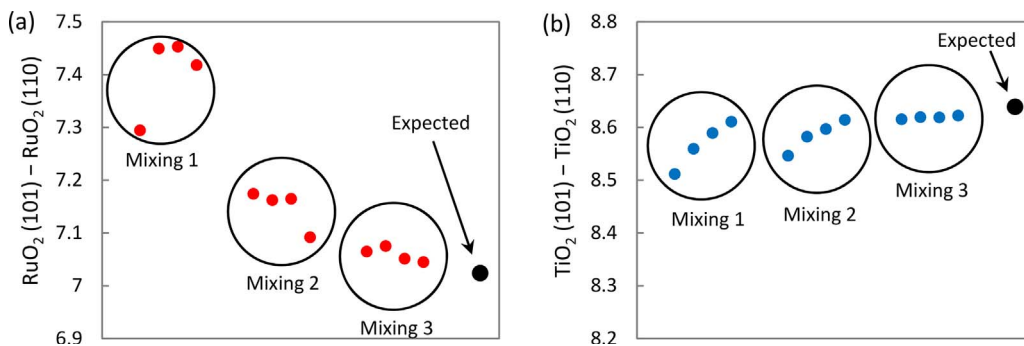 (a)
RuO₂ (101) – RuO₂ (110)
7.5
7.4
7.3
7.2
7.1
7
6.9
Mixing 1
Mixing 2
Mixing 3
Expected
(b)
TiO₂ (101) – TiO₂ (110)
8.8
8.7
8.6
8.5
8.4
8.3
8.2
Mixing 1
Mixing 2
Mixing 3
Expected